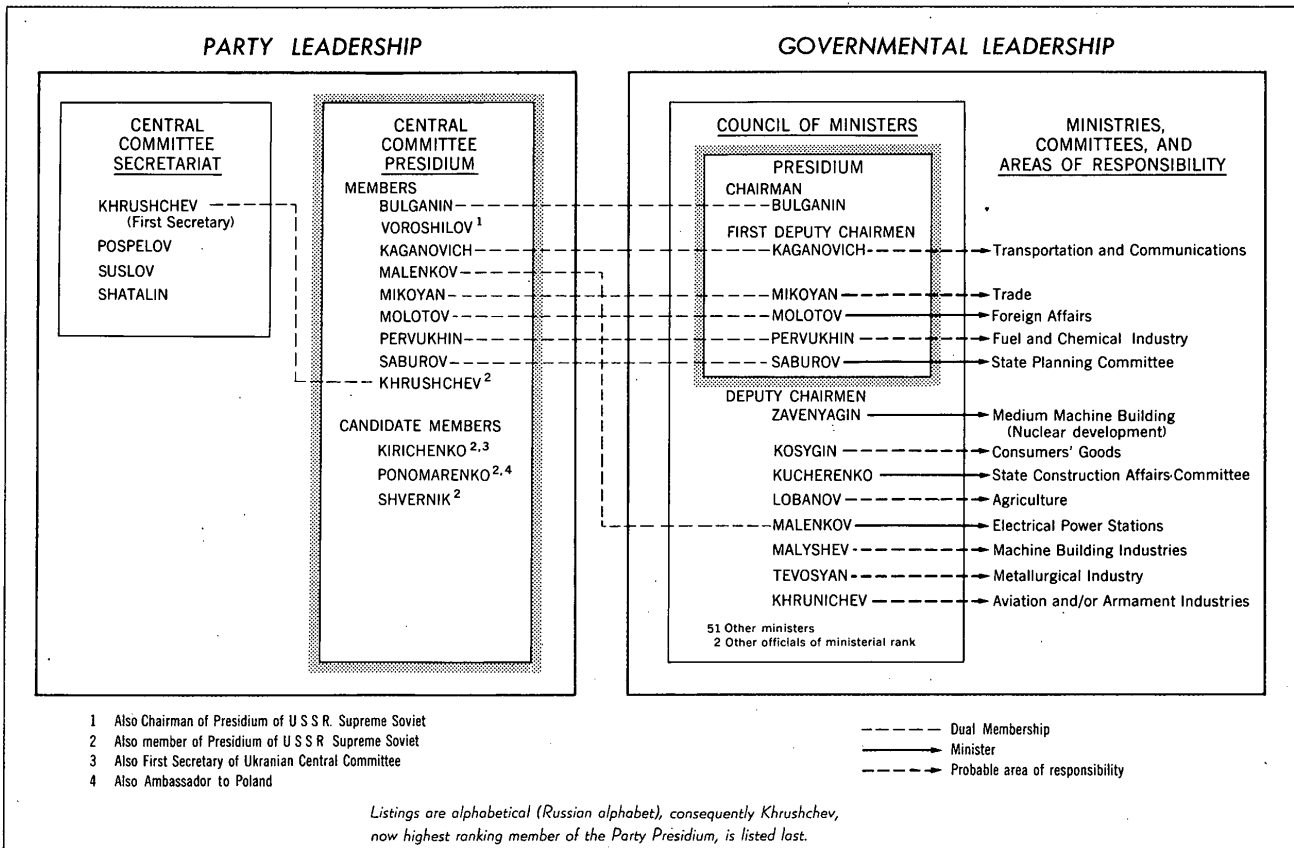 PARTY LEADERSHIP
GOVERNMENTAL LEADERSHIP
CENTRAL
COMMITTEE
SECRETARIAT
KHRUSHCHEV
(First Secretary)
POSPELOV
SUSLOV
SHATALIN
CENTRAL
COMMITTEE
PRESIDIUM
MEMBERS
BULGANIN
VOROSHILOV 1
KAGANOVICH
MALENKOV
MIKOYAN
MOLOTOV
PERVUKHIN
SABUROV
KHRUSHCHEV 2
CANDIDATE MEMBERS
KIRICHENKO 2,3
PONOMARENKO 2,4
SHVERNIK 2
COUNCIL OF MINISTERS
PRESIDIUM
CHAIRMAN
BULGANIN
FIRST DEPUTY CHAIRMEN
KAGANOVICH
MIKOYAN
MOLOTOV
PERVUKHIN
SABUROV
DEPUTY CHAIRMEN
ZAVENYAGIN
KOSYGIN
KUCHERENKO
LOBANOV
MALENKOV
MALYSHEV
TEVOSYAN
KHRUNICHEV
51 Other ministers
2 Other officials of ministerial rank
MINISTRIES,
COMMITTEES, AND
AREAS OF RESPONSIBILITY
Transportation and Communications
Trade
Foreign Affairs
Fuel and Chemical Industry
State Planning Committee
Medium Machine Building
(Nuclear development)
Consumers' Goods
State Construction Affairs Committee
Agriculture
Electrical Power Stations
Machine Building Industries
Metallurgical Industry
Aviation and/or Armament Industries
1 Also Chairman of Presidium of U S S R. Supreme Soviet
2 Also member of Presidium of U S S R Supreme Soviet
3 Also First Secretary of Ukranian Central Committee
4 Also Ambassador to Poland
Dual Membership
Minister
Probable area of responsibility
Listings are alphabetical (Russian alphabet), consequently Khrushchev,
now highest ranking member of the Party Presidium, is listed last.